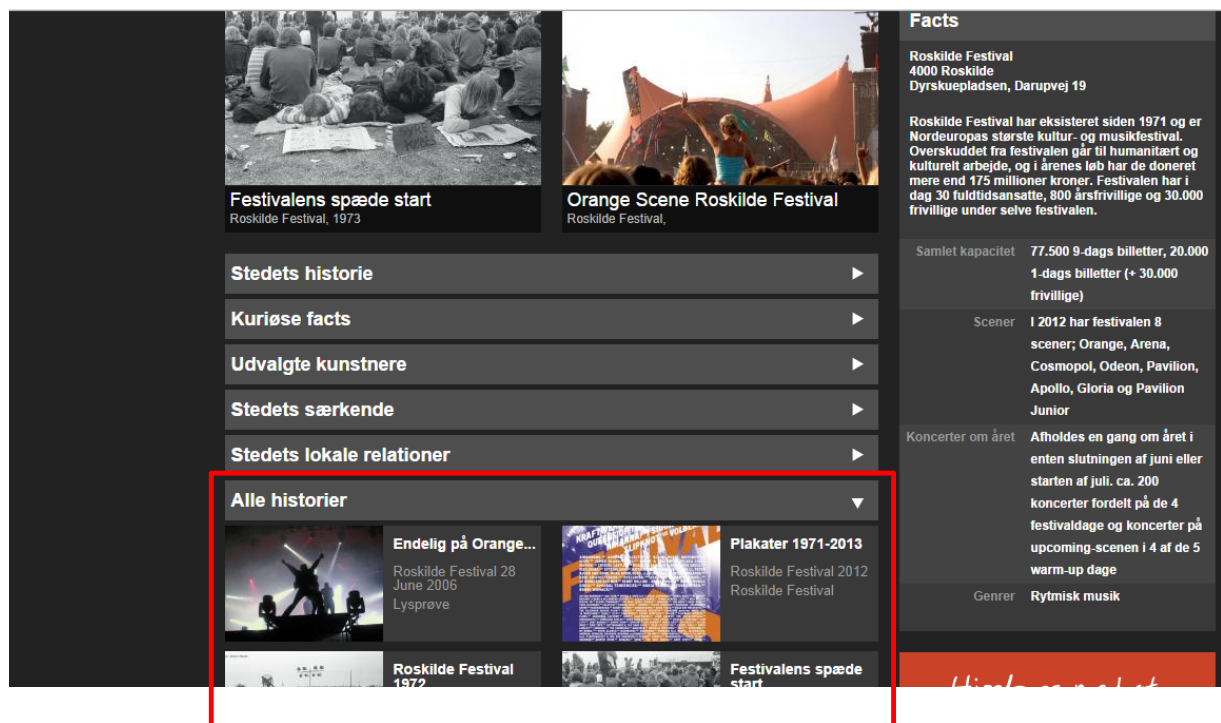 Festivalens spæde start
Roskilde Festival, 1973
Orange Scene Roskilde Festival
Roskilde Festival,
Stedets historie
Kuriøse facts
Udvalgte kunstnere
Stedets særkende
Stedets lokale relationer
Alle historier
Endelig på Orange...
Roskilde Festival 28
June 2006
Lysprøve
Plakater 1971-2013
Roskilde Festival 2012
Roskilde Festival
Roskilde Festival
1972
Festivalens spæde
start
Facts
Roskilde Festival
4000 Roskilde
Dyrskuepladsen, Darupvej 19
Roskilde Festival har eksisteret siden 1971 og er
Nordeuropas største kultur- og musikfestival.
Overskuddet fra festivalen går til humanitært og
kulturelt arbejde, og i årenes løb har de doneret
mere end 175 millioner kroner. Festivalen har i
dag 30 fuldtidsansatte, 800 årsfrivillige og 30.000
frivillige under selve festivalen.
Samlet kapacitet 77.500 9-dags billetter, 20.000
1-dags billetter (+ 30.000
frivillige)
Scener I 2012 har festivalen 8
scener; Orange, Arena,
Cosmopol, Odeon, Pavilion,
Apollo, Gloria og Pavilion
Junior
Koncerter om året Afholdes en gang om året i
enten slutningen af juni eller
starten af juli. ca. 200
koncerter fordelt på de 4
festivaldage og koncerter på
upcoming-scenen i 4 af de 5
warm-up dage
Genrer Rytmisk musik